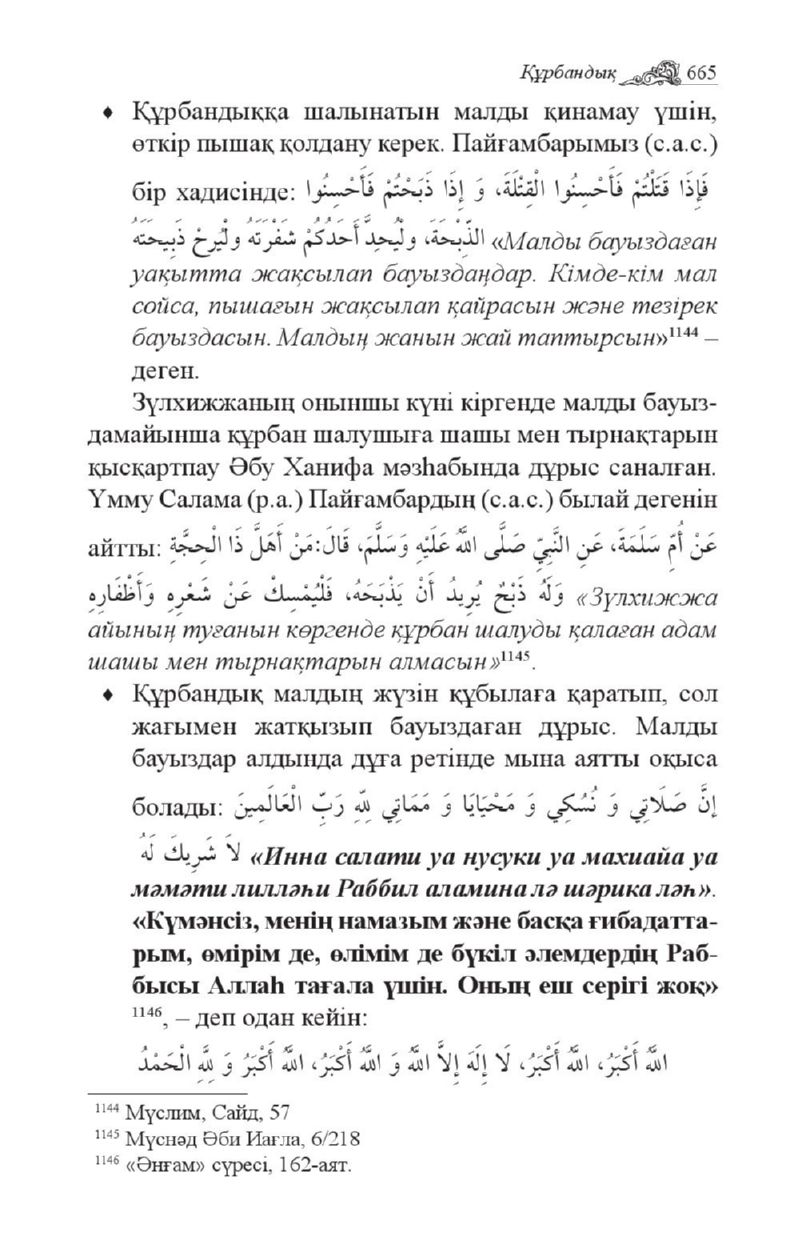 Құрбандық 665
♦ Құрбандыққа шалынатын малды қинамау үшін,
өткір пышақ қолдану керек. Пайғамбарымыз (с.а.с.)
бір хадисінде: فَإِذَا قَتَلْتُمْ فَأَحْسِنُوا الْقِتْلَةَ، وَ إِذَا ذَبَحْتُمْ فَأَحْسِنُوا
الذَّبِحَةَ، وَلْيُحِدَّ أَحَدُكُمْ شَفْرَتَهُ وَلْيُرِحْ ذَبِيحَتَهُ «Малды бауыздаған
уақытта жақсылап бауыздаңдар. Кімде-кім мал
сойса, пышағын жақсылап қайрасын және тезірек
бауыздасын. Малдың жанын жай таптырсын»¹¹⁴⁴ –
деген.
Зүлхижжаның оныншы күні кіргенде малды бауыз-
дамайынша құрбан шалушыға шашы мен тырнақтарын
қысқартпау Әбу Ханифа мәзһабында дұрыс саналған.
Үмму Салама (р.а.) Пайғамбардың (с.а.с.) былай дегенін
айтты: عَنْ أُمِّ سَلَمَةَ، عَنِ النَّبِيِّ صَلَّى اللهُ عَلَيْهِ وَسَلَّمَ، قَالَ:مَنْ أَهَلَّ ذَا الْحِجَّةِ
وَلَهُ ذَبْحٌ يُرِيدُ أَنْ يَذْبَحَهُ، فَلْيُمْسِكْ عَنْ شَعْرِهِ وَأَظْفَارِهِ «Зүлхижжа
айының туғанын көргенде құрбан шалуды қалаған адам
шашы мен тырнақтарын алмасын»¹¹⁴⁵.
♦ Құрбандық малдың жүзін құбылаға қаратып, сол
жағымен жатқызып бауыздаған дұрыс. Малды
бауыздар алдында дұға ретінде мына аятты оқыса
болады: إِنَّ صَلَاتِي وَ نُسُكِي وَ مَحْيَايَا وَ مَمَاتِي لِلّهِ رَبِّ الْعَالَمِينَ
لاَ شَرِيكَ لَهُ «Инна салати уа нусуки уа махиайа уа
мәмәти лилләһи Раббил аламина лә шәрика ләһ».
«Күмәнсіз, менің намазым және басқа ғибадатта-
рым, өмірім де, өлімім де бүкіл әлемдердің Раб-
бысы Аллаһ тағала үшін. Оның еш серігі жоқ»
¹¹⁴⁶, – деп одан кейін:
اللهُ أَكْبَرُ، اللهُ أَكْبَرُ، لَا إِلَهَ إِلاَّ اللهُ وَ اللهُ أَكْبَرُ، اللهُ أَكْبَرُ وَ لِلهِ الْحَمْدُ
¹¹⁴⁴ Мүслим, Сайд, 57
¹¹⁴⁵ Мүснәд Әби Иағла, 6/218
¹¹⁴⁶ «Әнғам» сүресі, 162-аят.